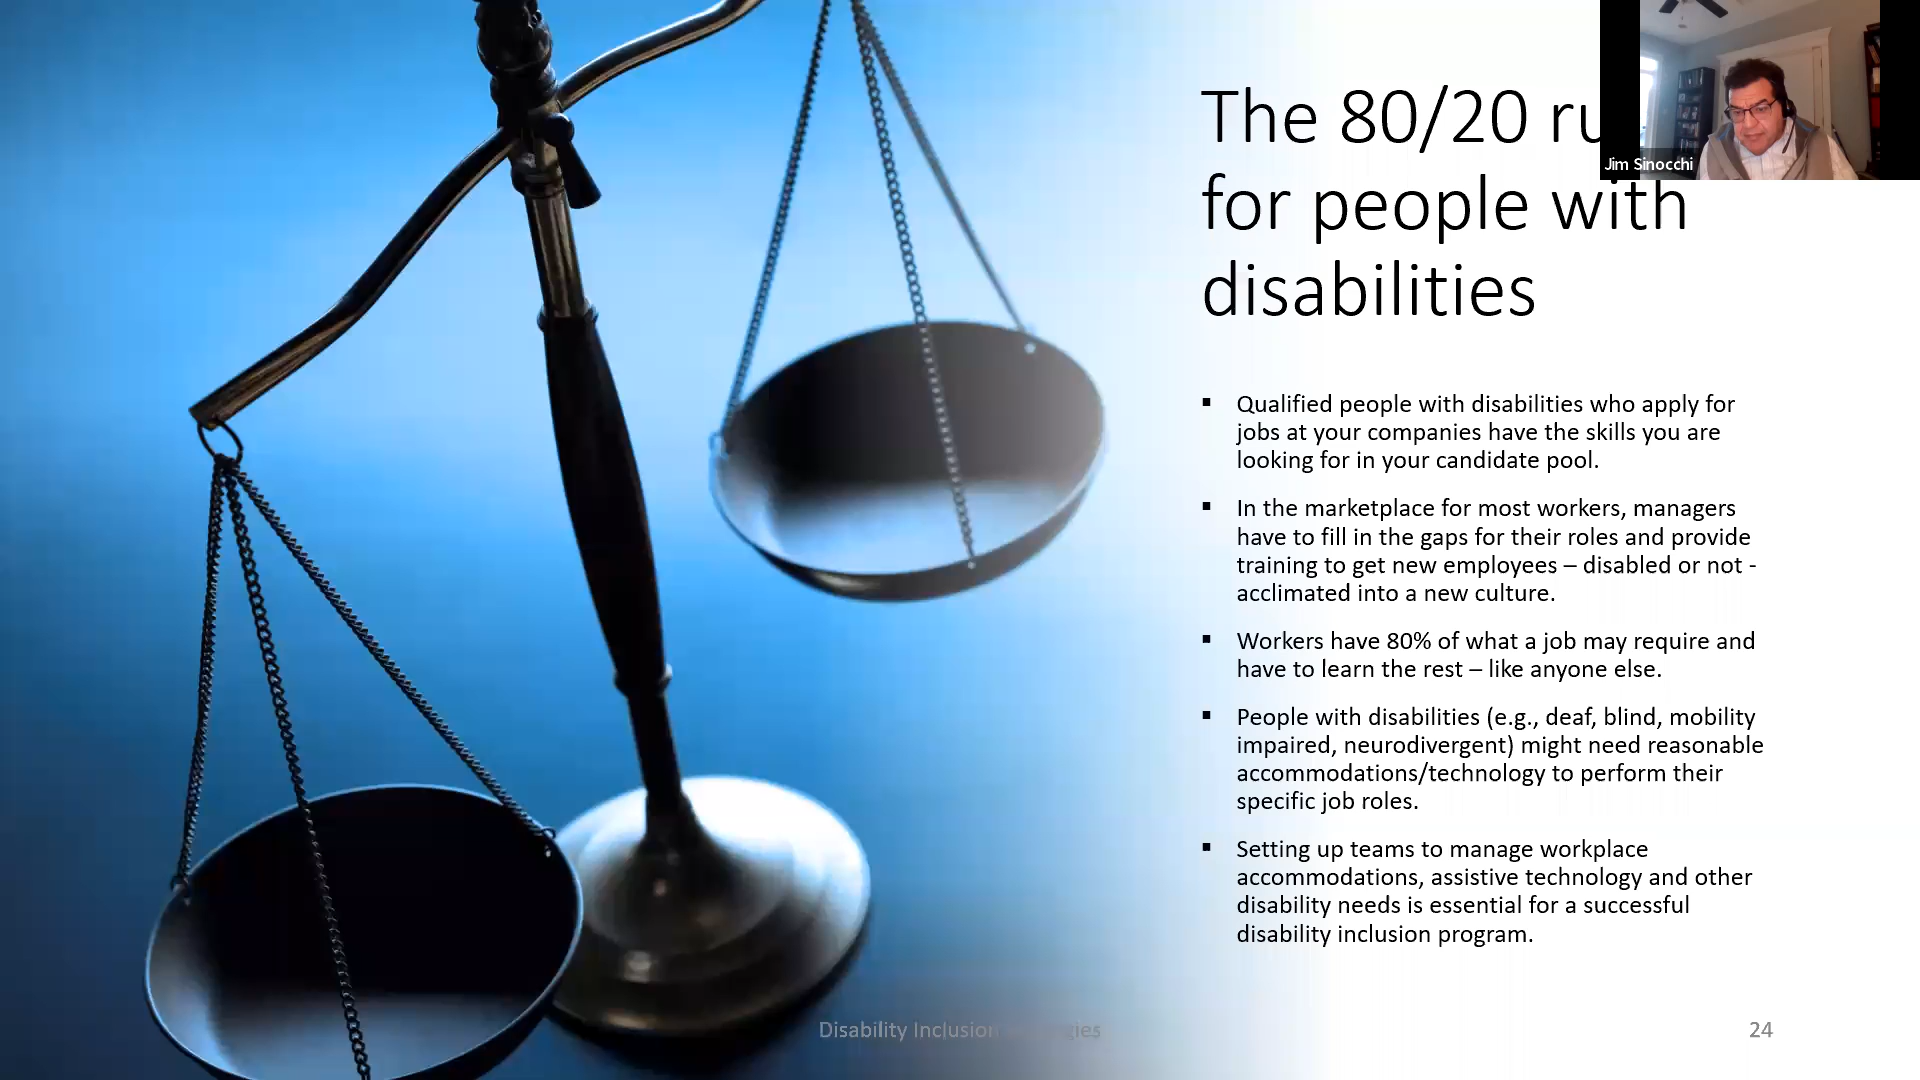 The 80/20 ru
for people with
disabilities
Jim Sinocchi
▪ Qualified people with disabilities who apply for
jobs at your companies have the skills you are
looking for in your candidate pool.
▪ In the marketplace for most workers, managers
have to fill in the gaps for their roles and provide
training to get new employees – disabled or not -
acclimated into a new culture.
▪ Workers have 80% of what a job may require and
have to learn the rest – like anyone else.
▪ People with disabilities (e.g., deaf, blind, mobility
impaired, neurodivergent) might need reasonable
accommodations/technology to perform their
specific job roles.
▪ Setting up teams to manage workplace
accommodations, assistive technology and other
disability needs is essential for a successful
disability inclusion program.
Disability Inclusion
24